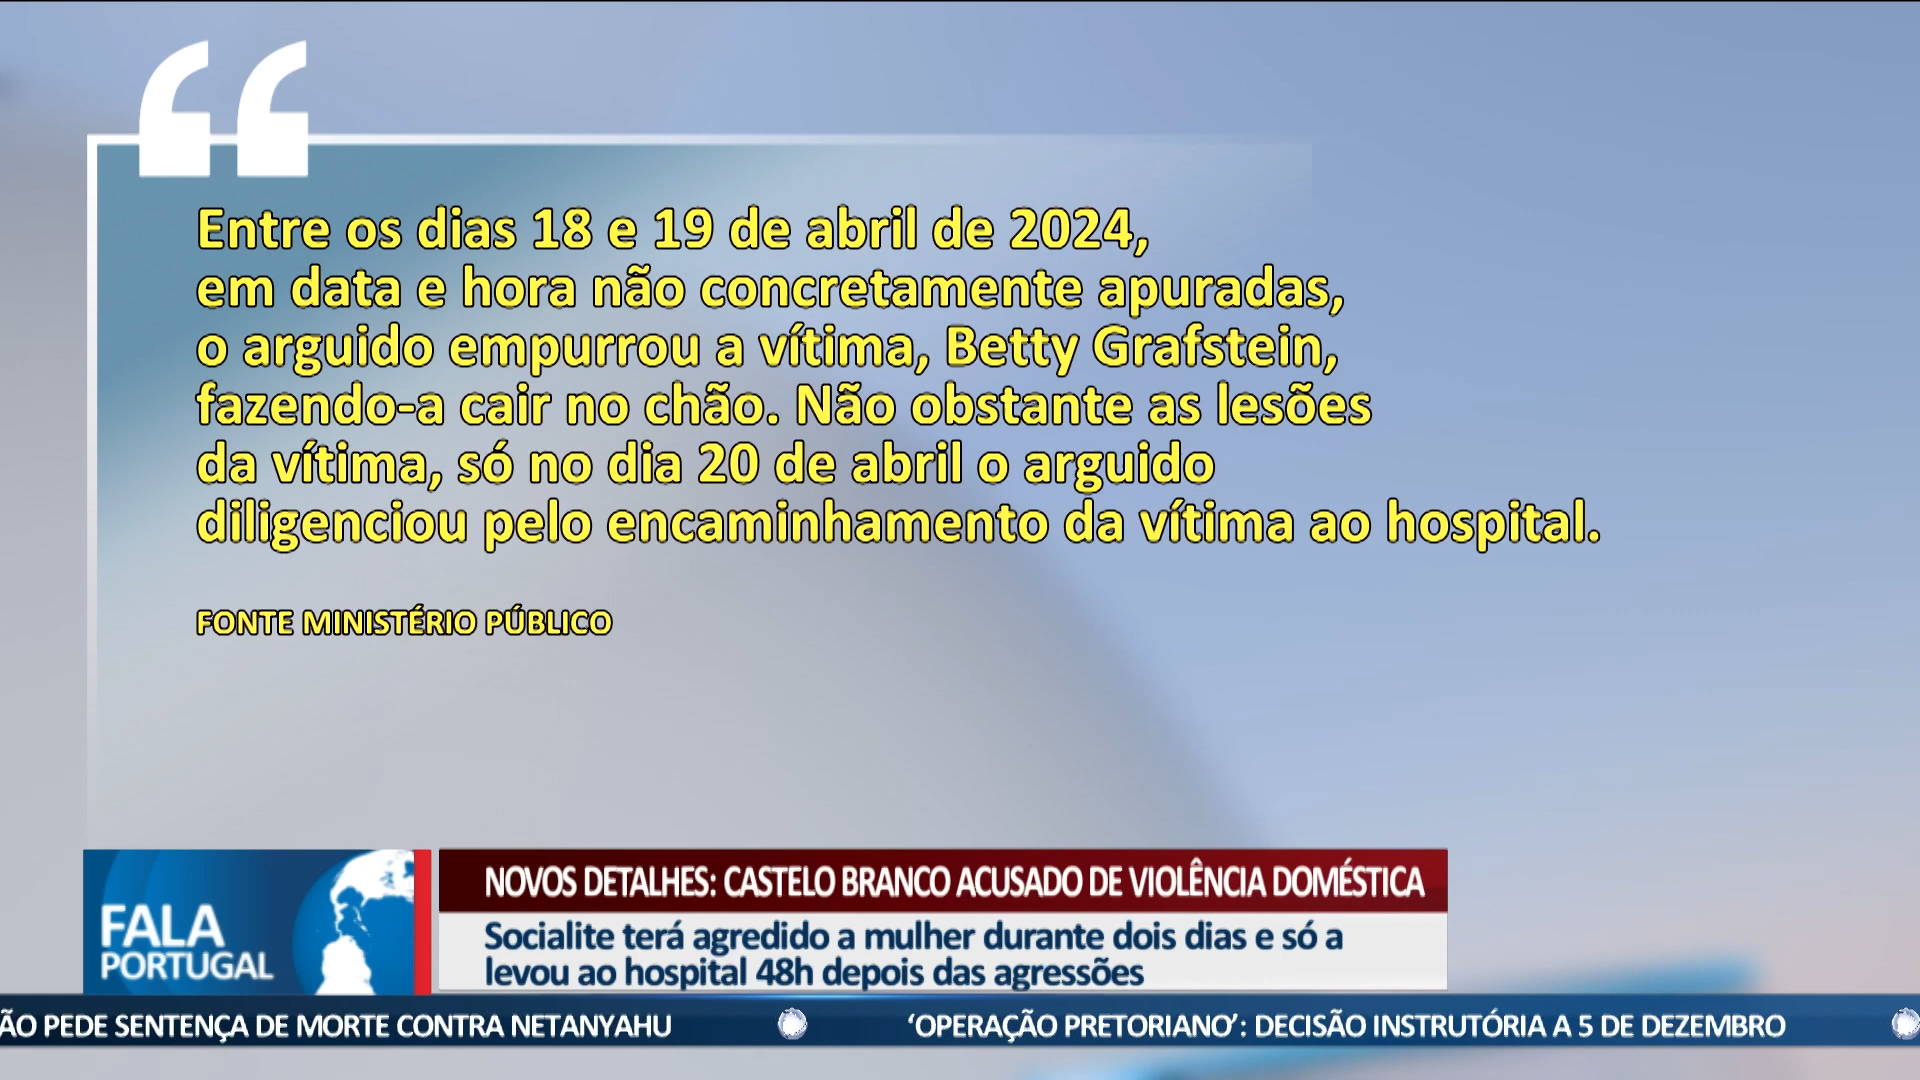 Entre os dias 18 e 19 de abril de 2024,
em data e hora não concretamente apuradas,
o arguido empurrou a vítima, Betty Grafstein,
fazendo-a cair no chão. Não obstante as lesões
da vítima, só no dia 20 de abril o arguido
diligenciou pelo encaminhamento da vítima ao hospital.
FONTE MINISTÉRIO PÚBLICO
FALA
PORTUGAL
NOVOS DETALHES: CASTELO BRANCO ACUSADO DE VIOLÊNCIA DOMÉSTICA
Socialite terá agredido a mulher durante dois dias e só a
levou ao hospital 48h depois das agressões
ÃO PEDE SENTENÇA DE MORTE CONTRA NETANYAHU
‘OPERAÇÃO PRETORIANO’: DECISÃO INSTRUTÓRIA A 5 DE DEZEMBRO